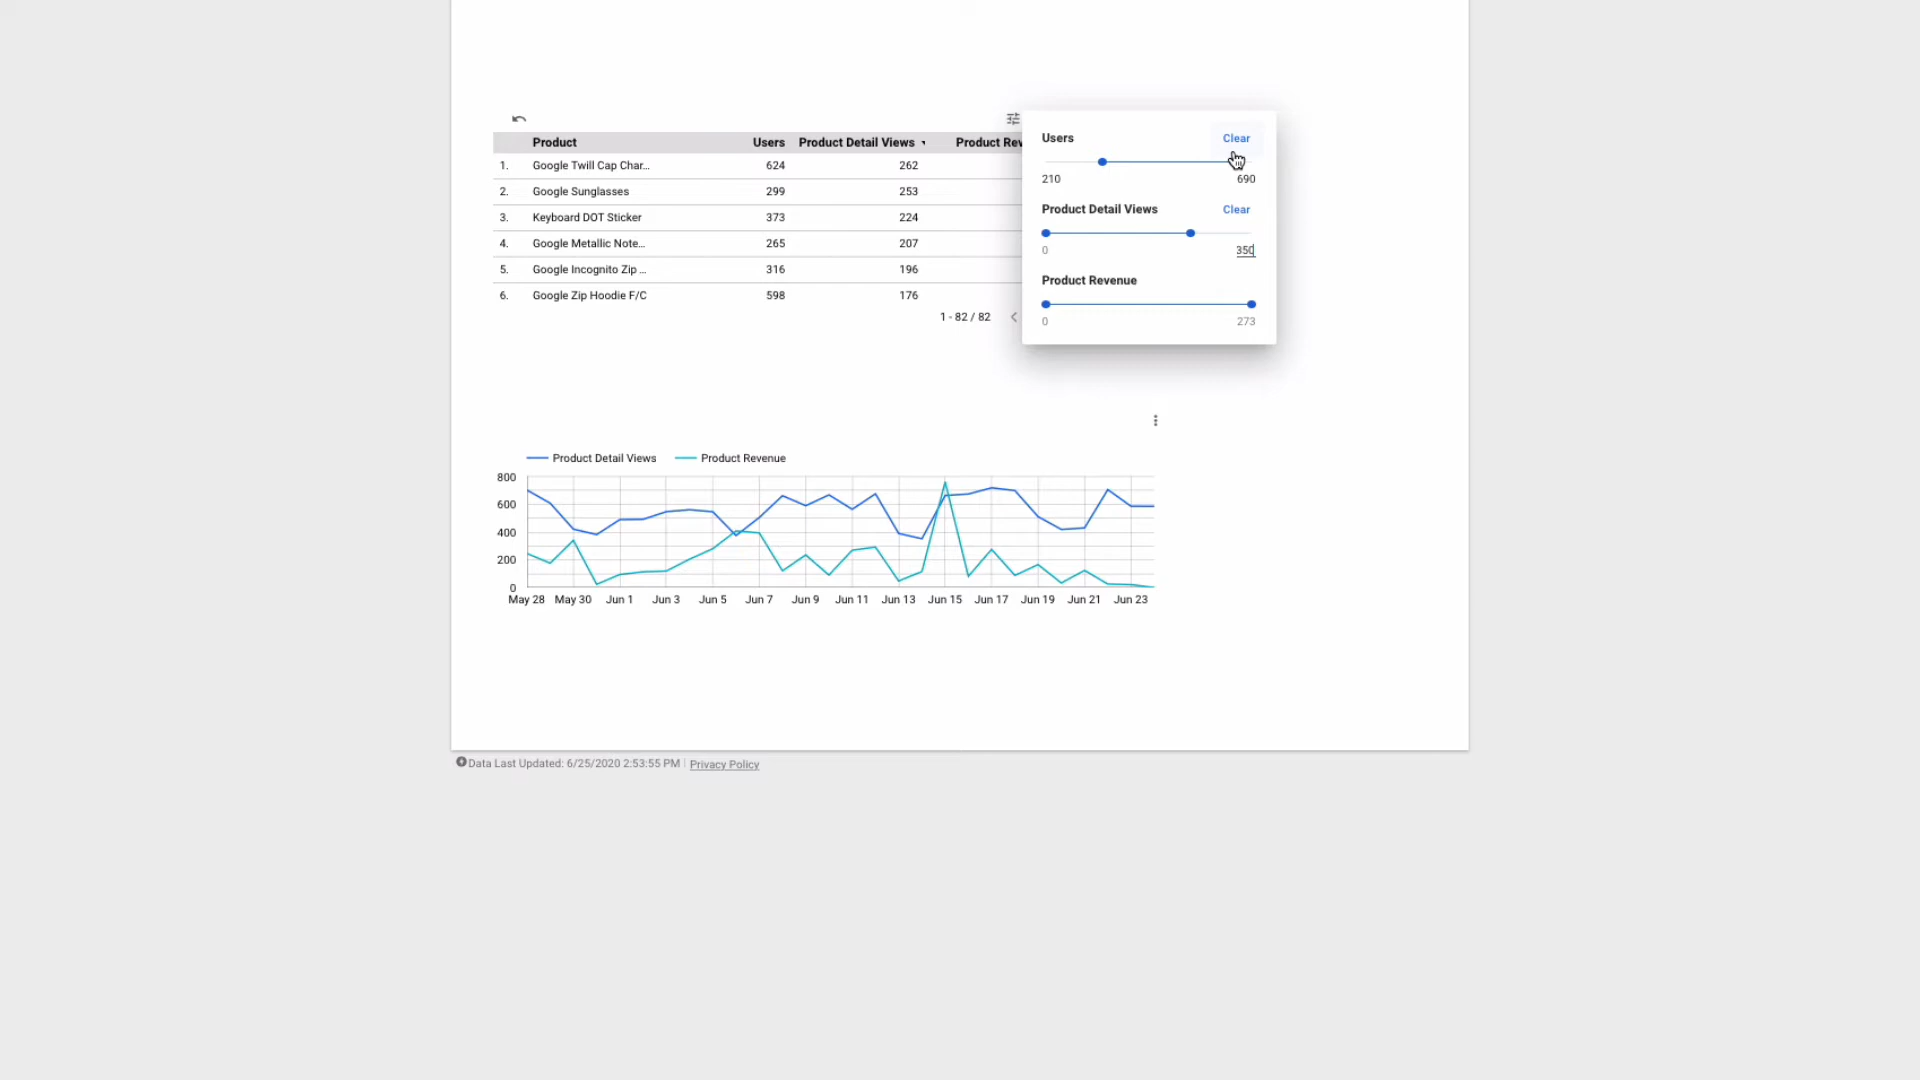 Product Users Product Detail Views Product Rev
1. Google Twill Cap Char... 624 262
2. Google Sunglasses 299 253
3. Keyboard DOT Sticker 373 224
4. Google Metallic Note... 265 207
5. Google Incognito Zip ... 316 196
6. Google Zip Hoodie F/C 598 176
1 - 82 / 82
Users Clear
210 690
Product Detail Views Clear
0 350
Product Revenue
0 273
Product Detail Views Product Revenue
800
600
400
200
0
May 28 May 30 Jun 1 Jun 3 Jun 5 Jun 7 Jun 9 Jun 11 Jun 13 Jun 15 Jun 17 Jun 19 Jun 21 Jun 23
Data Last Updated: 6/25/2020 2:53:55 PM | Privacy Policy